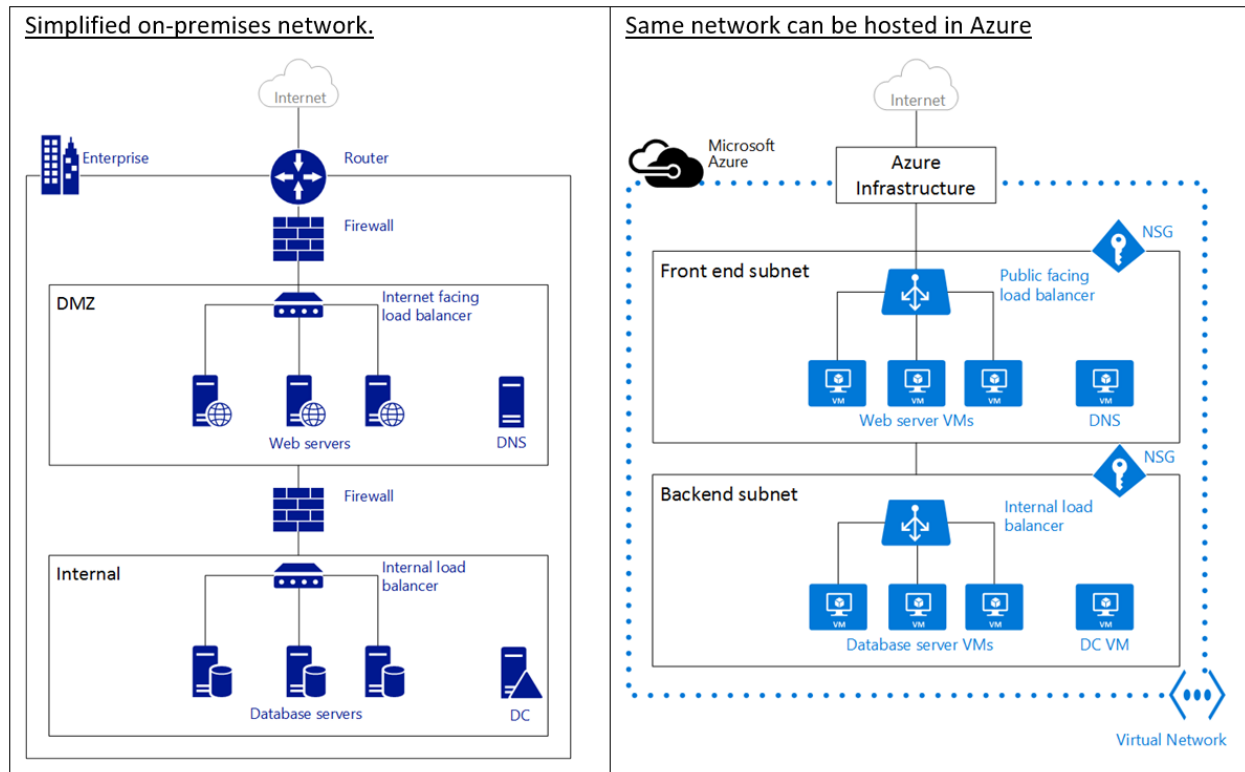 Simplified on-premises network.
Internet
Enterprise
Router
Firewall
DMZ
Internet facing
load balancer
Web servers
DNS
Firewall
Internal
Internal load
balancer
Database servers
DC
Same network can be hosted in Azure
Internet
Microsoft
Azure
Azure
Infrastructure
NSG
Front end subnet
Public facing
load balancer
VM
VM
VM
VM
Web server VMs
DNS
NSG
Backend subnet
Internal load
balancer
VM
VM
VM
VM
Database server VMs
DC VM
Virtual Network